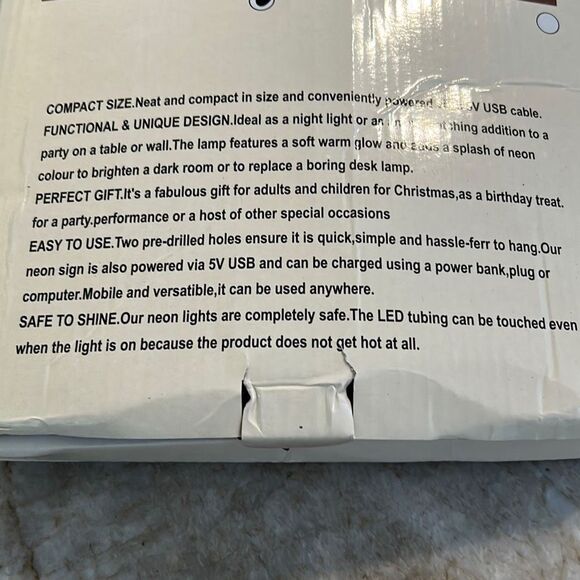 COMPACT SIZE.Neat and compact in size and conveniently powered 5V USB cable.
FUNCTIONAL & UNIQUE DESIGN.Ideal as a night light or an addition to a
party on a table or wall.The lamp features a soft warm glow and adds a splash of neon
colour to brighten a dark room or to replace a boring desk lamp.
PERFECT GIFT.It's a fabulous gift for adults and children for Christmas,as a birthday treat.
for a party.performance or a host of other special occasions
EASY TO USE.Two pre-drilled holes ensure it is quick,simple and hassle-ferr to hang.Our
neon sign is also powered via 5V USB and can be charged using a power bank,plug or
computer.Mobile and versatile,it can be used anywhere.
SAFE TO SHINE.Our neon lights are completely safe.The LED tubing can be touched even
when the light is on because the product does not get hot at all.